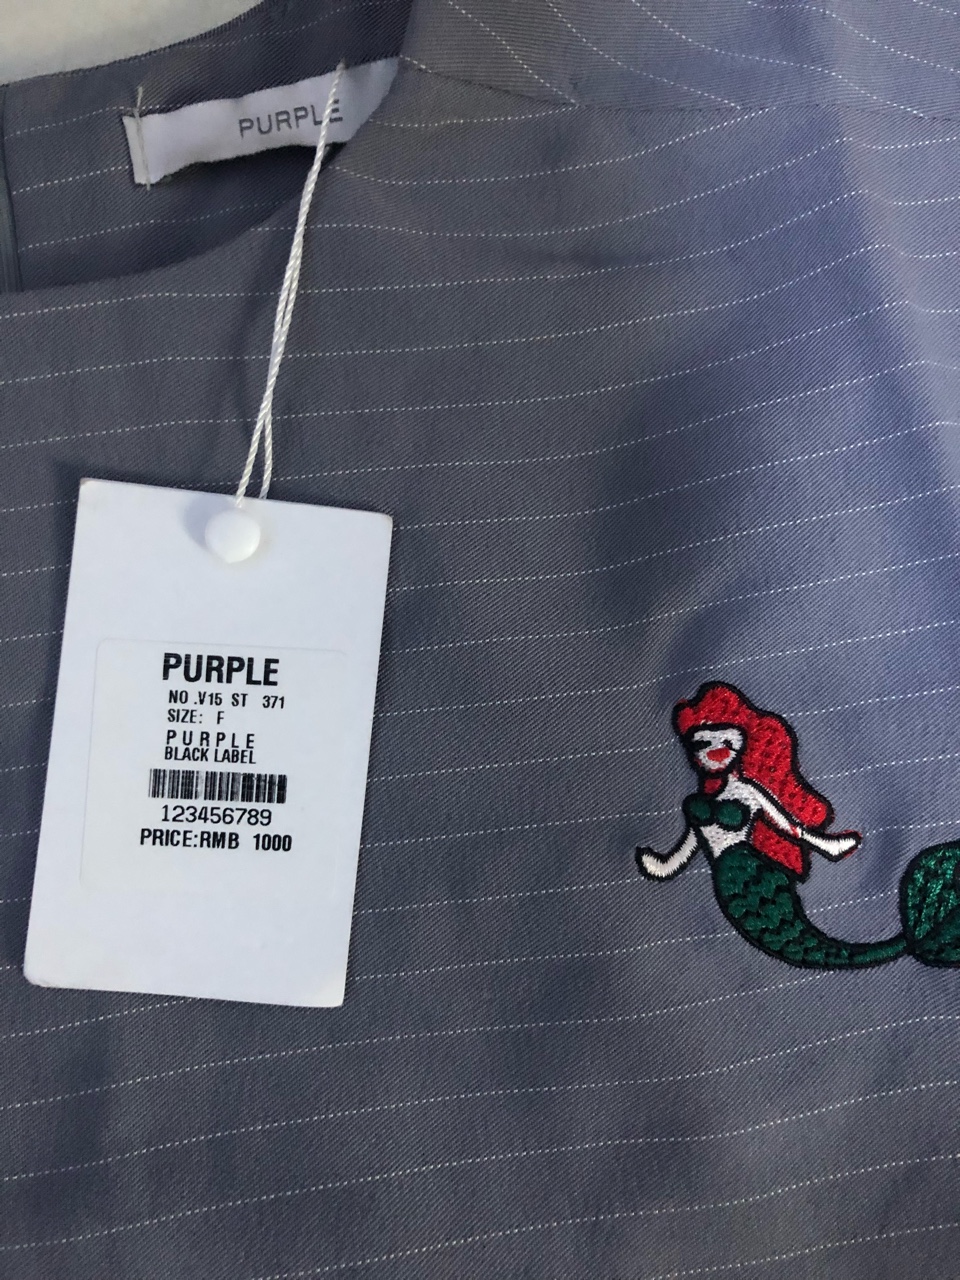 PURPLE
PURPLE
NO .V15 ST 371
SIZE: F
PURPLE
BLACK LABEL
123456789
PRICE:RMB 1000